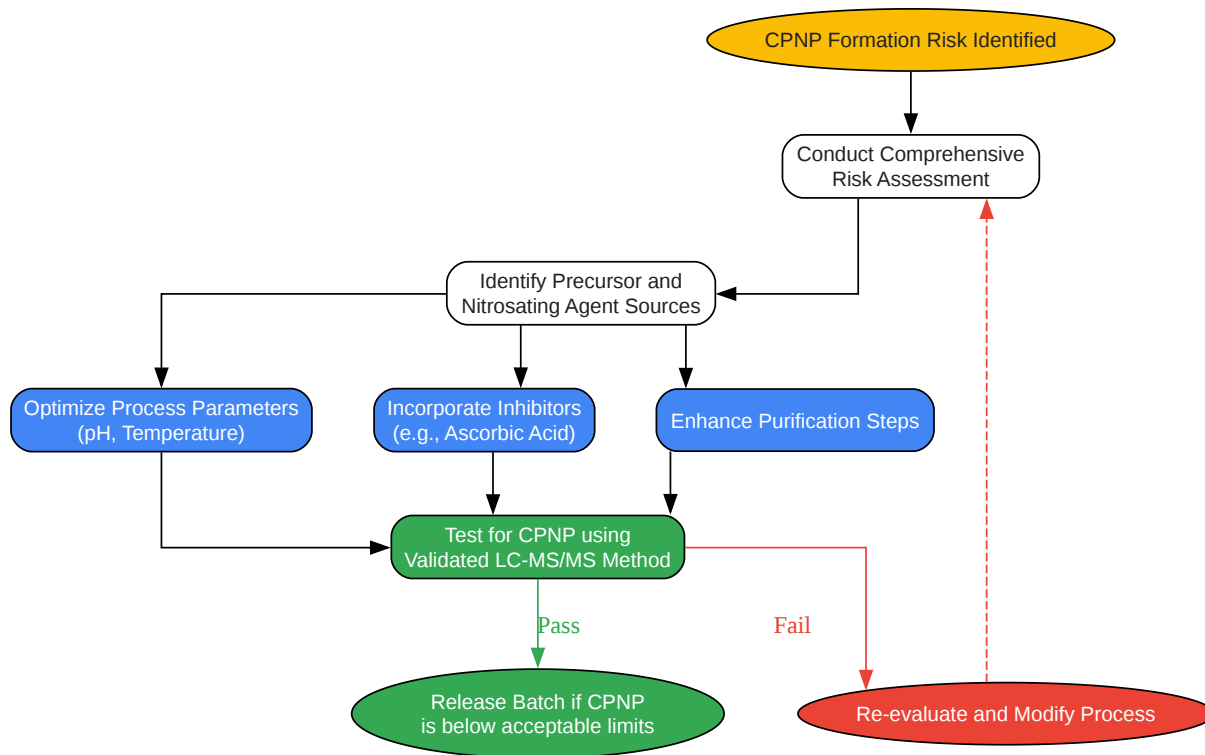 CPNP Formation Risk Identified
Conduct Comprehensive
Risk Assessment
Identify Precursor and
Nitrosating Agent Sources
Optimize Process Parameters
(pH, Temperature)
Incorporate Inhibitors
(e.g., Ascorbic Acid)
Enhance Purification Steps
Test for CPNP using
Validated LC-MS/MS Method
Pass
Fail
Release Batch if CPNP
is below acceptable limits
Re-evaluate and Modify Process